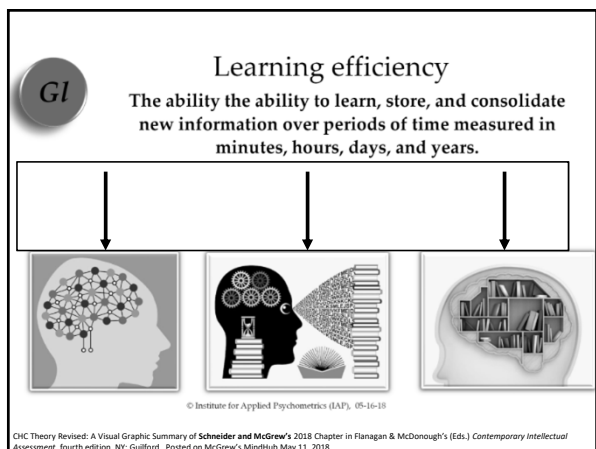 Gl
Learning efficiency
The ability the ability to learn, store, and consolidate
new information over periods of time measured in
minutes, hours, days, and years.
© Institute for Applied Psychometrics (IAP), 05-16-18
CHC Theory Revised: A Visual Graphic Summary of Schneider and McGrew's 2018 Chapter in Flanagan & McDonough's (Eds.) Contemporary Intellectual
Assessment, fourth edition, NY: Guilford. Posted on McGrew's MindHub May 11, 2018